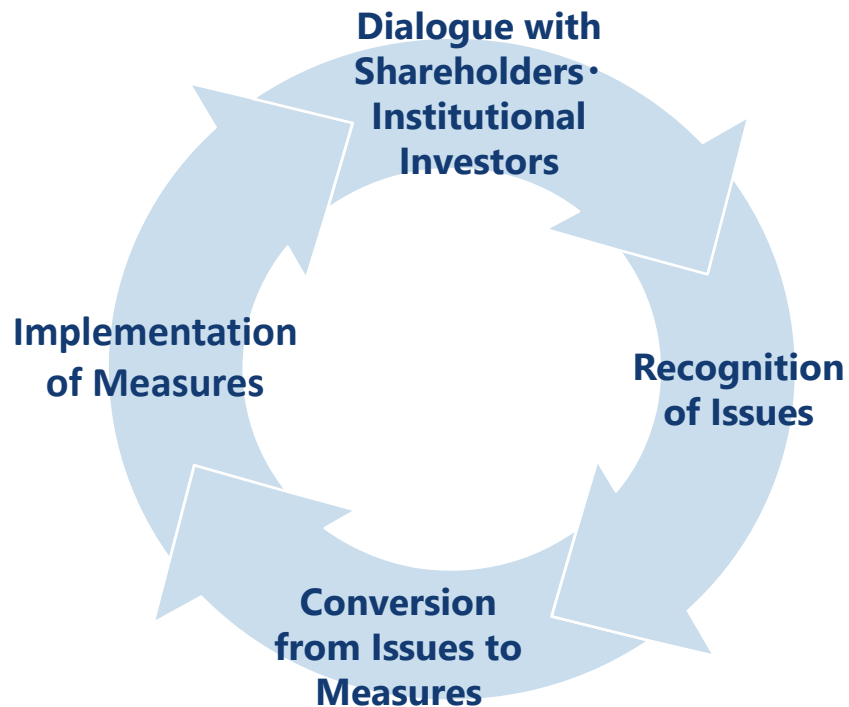 Dialogue with
Shareholders・
Institutional
Investors
Recognition
of Issues
Conversion
from Issues to
Measures
Implementation
of Measures